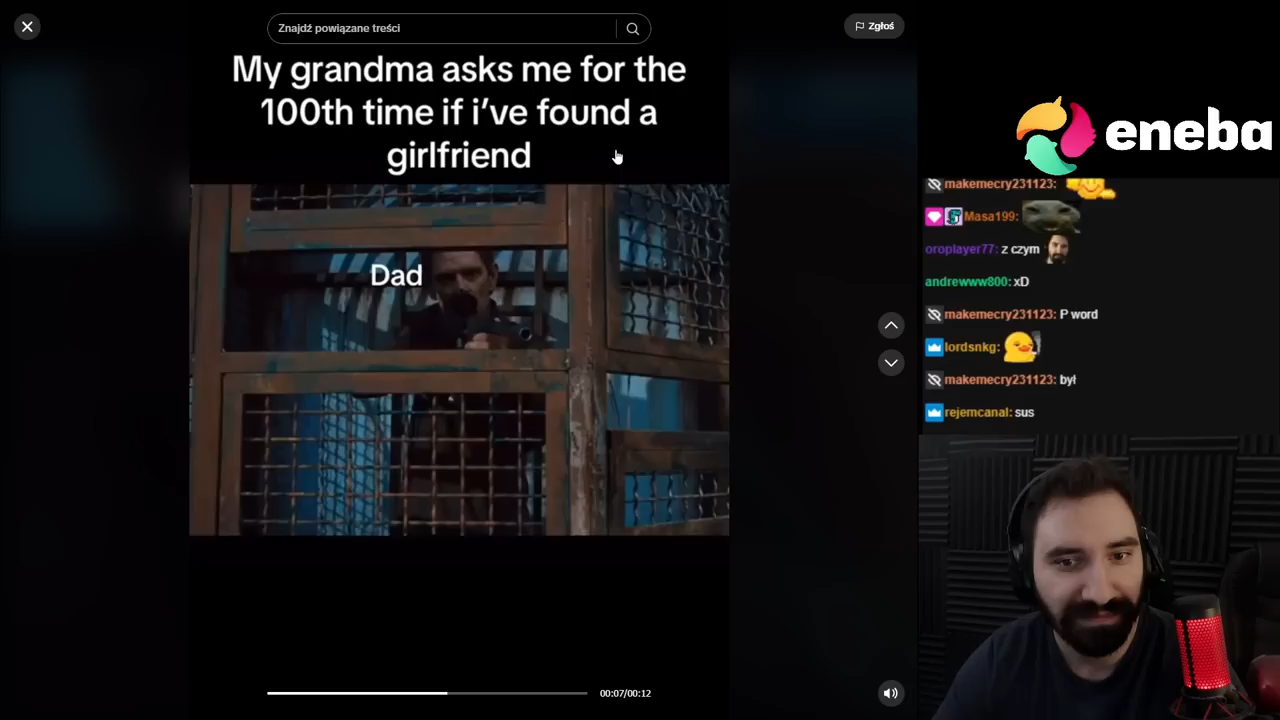 Znajdź powiązane treści
Zgłoś
My grandma asks me for the
100th time if i've found a
girlfriend
Dad
00:07/00:12
eneba
makemecry231123:
Masa199:
oroplayer77: z czym
andrewww800: xD
makemecry231123: P word
lordsnkg:
makemecry231123: był
rejemcanal: sus